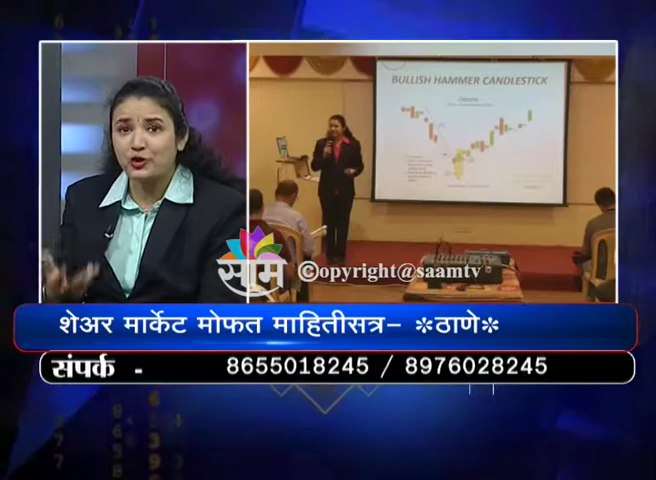 BULLISH HAMMER CANDLESTICK
साम ©opyright@saamtv
शेअर मार्केट मोफत माहितीसत्र- *ठाणे*
संपर्क - 8655018245 / 8976028245